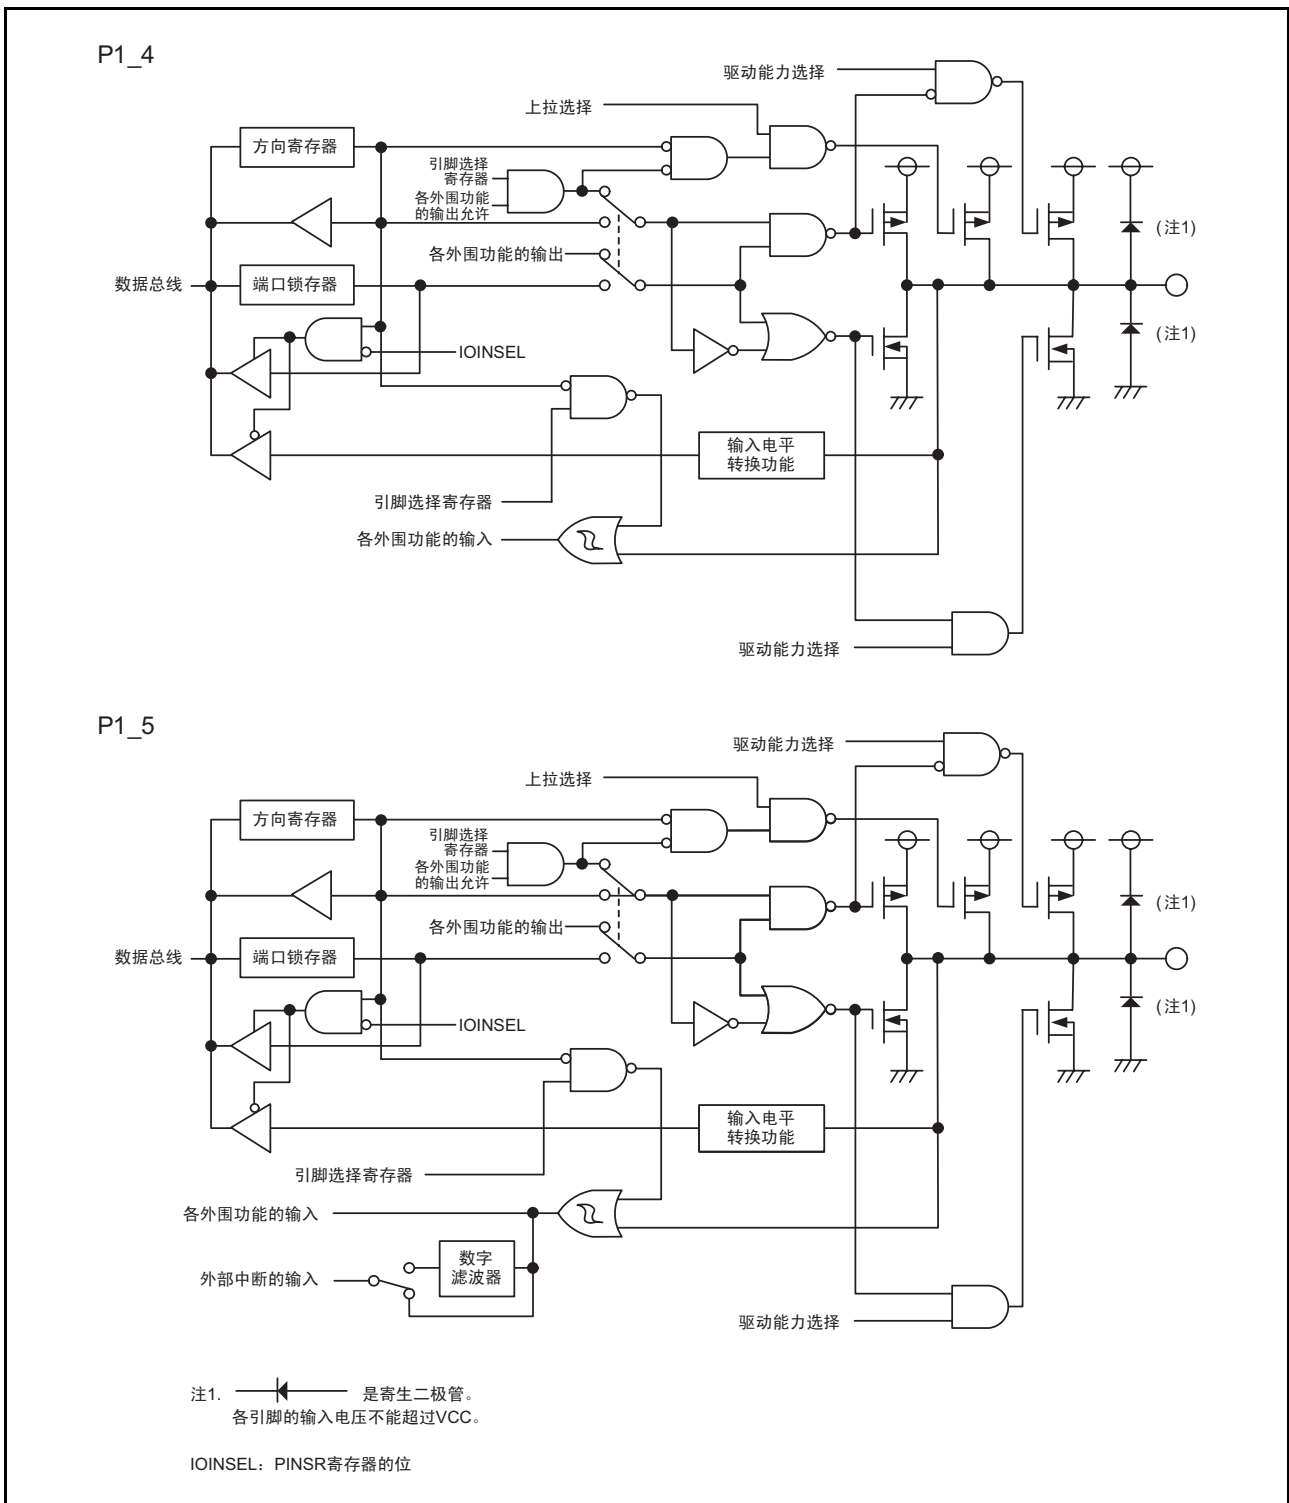 P1_4
驱动能力选择
上拉选择
方向寄存器
引脚选择
寄存器
各外围功能
的输出允许
各外围功能的输出
(注1)
数据总线
端口锁存器
(注1)
IOINSEL
输入电平
转换功能
引脚选择寄存器
各外围功能的输入
驱动能力选择
P1_5
驱动能力选择
上拉选择
方向寄存器
引脚选择
寄存器
各外围功能
的输出允许
各外围功能的输出
(注1)
数据总线
端口锁存器
(注1)
IOINSEL
输入电平
转换功能
引脚选择寄存器
各外围功能的输入
数字
滤波器
外部中断的输入
驱动能力选择
注1. 是寄生二极管。
各引脚的输入电压不能超过VCC。
IOINSEL：PINSR寄存器的位